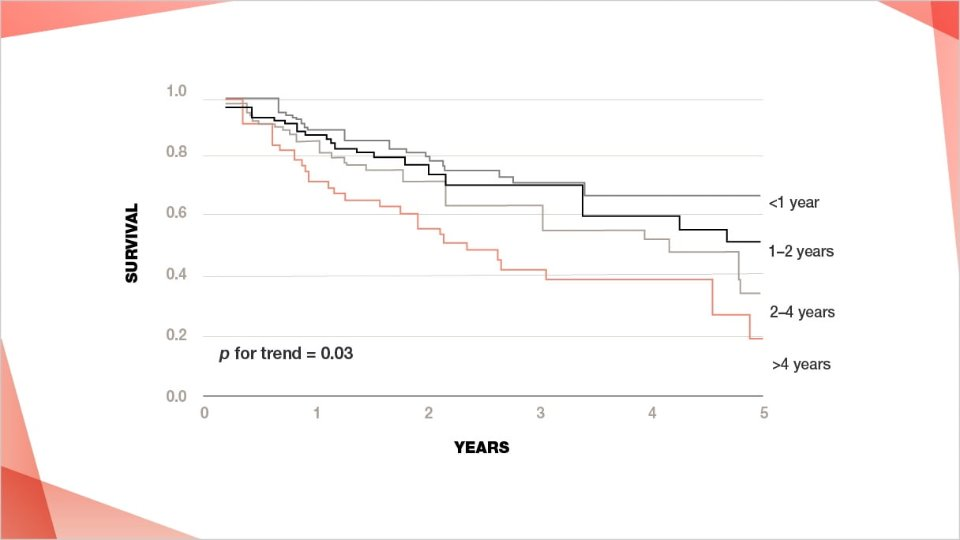 1.0
0.8
0.6
0.4
0.2
0.0
SURVIVAL
<1 year
1–2 years
2–4 years
>4 years
p for trend = 0.03
0 1 2 3 4 5
YEARS